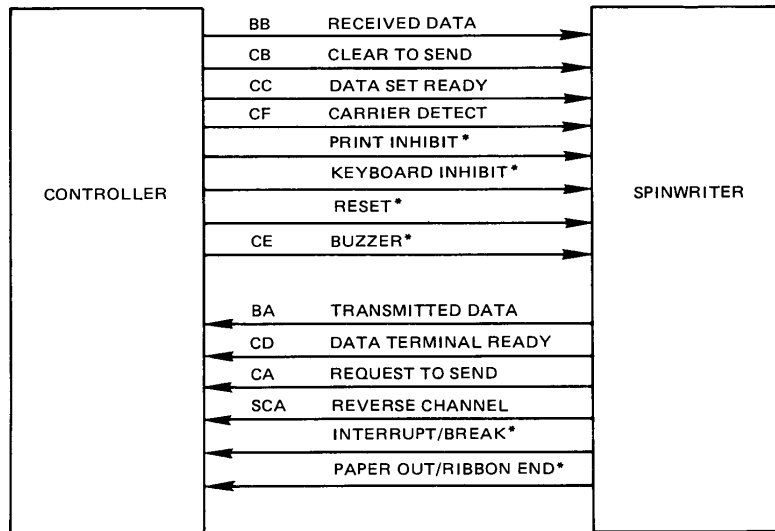 BB RECEIVED DATA
CB CLEAR TO SEND
CC DATA SET READY
CF CARRIER DETECT
PRINT INHIBIT*
KEYBOARD INHIBIT*
CONTROLLER
SPINWRITER
RESET*
CE BUZZER*
BA TRANSMITTED DATA
CD DATA TERMINAL READY
CA REQUEST TO SEND
SCA REVERSE CHANNEL
INTERRUPT/BREAK*
PAPER OUT/RIBBON END*